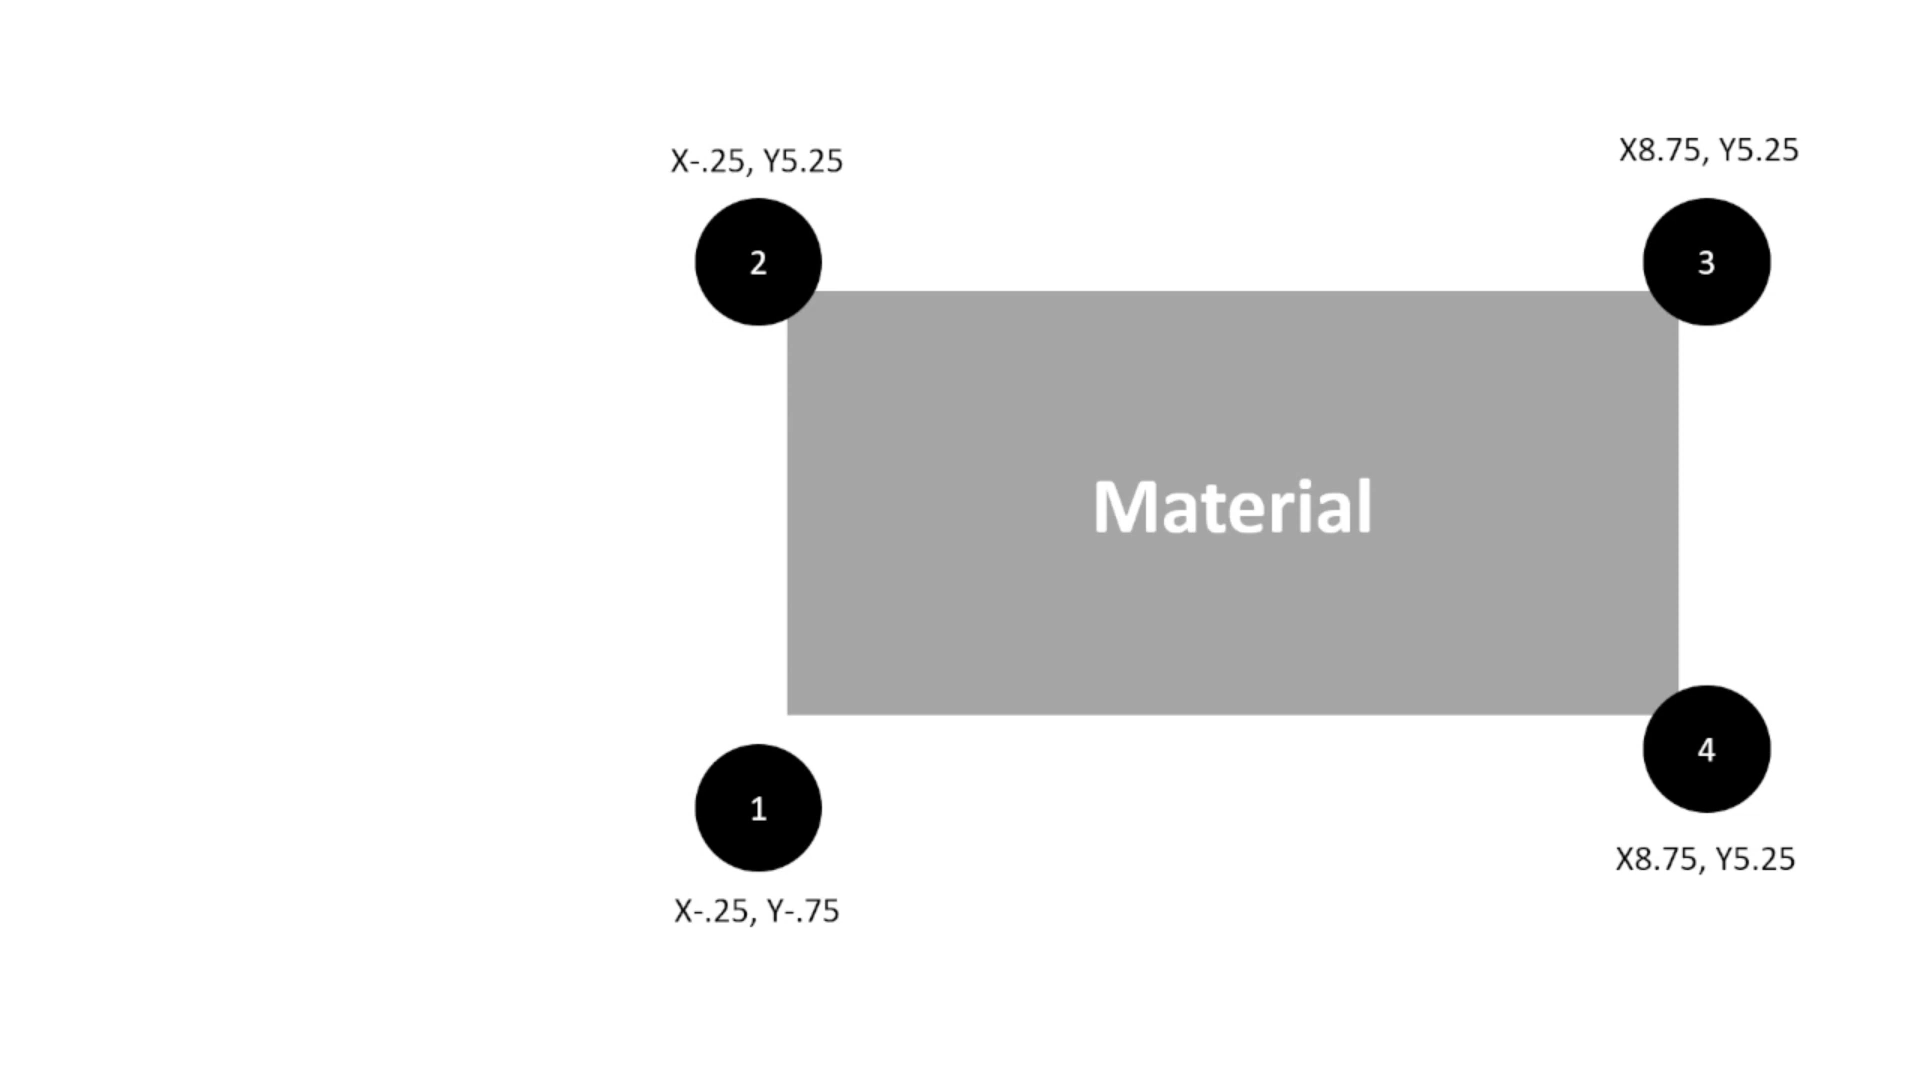 X-.25, Y5.25
X8.75, Y5.25
2
3
Material
1
4
X8.75, Y5.25
X-.25, Y-.75